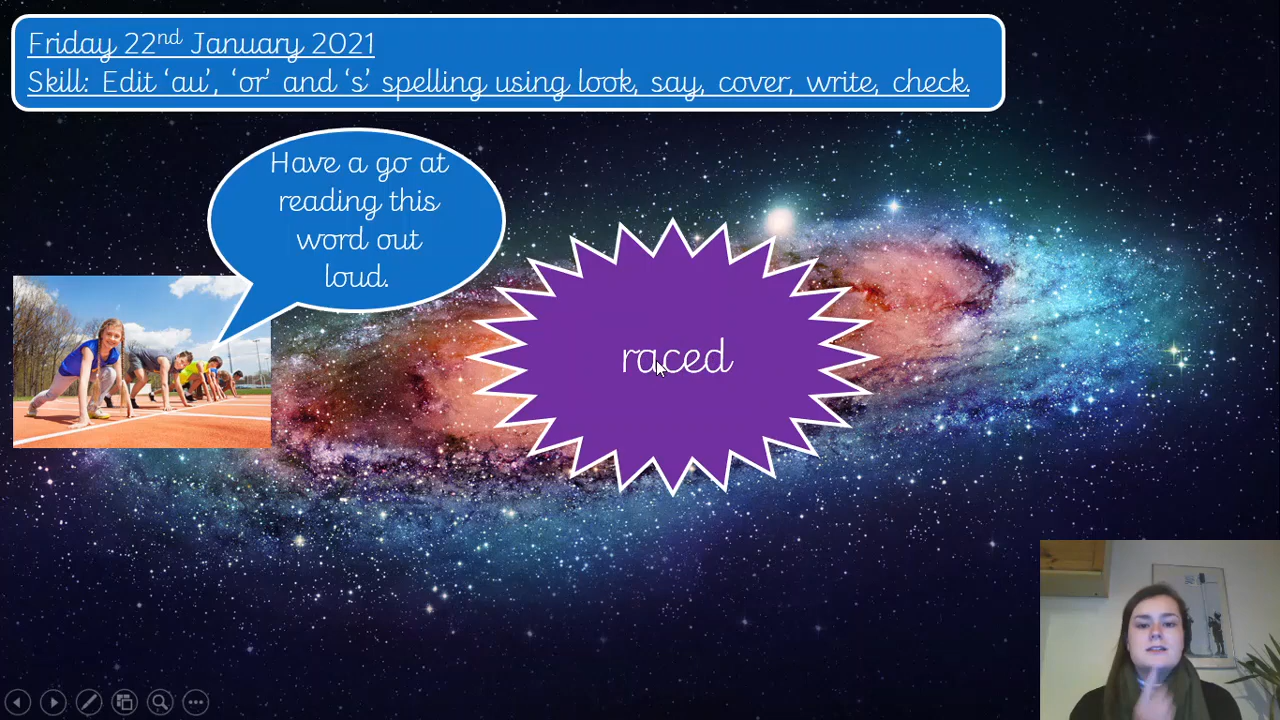 Friday 22nd January 2021
Skill: Edit ‘au’, ‘or’ and ‘s’ spelling using look, say, cover, write, check.
Have a go at
reading this
word out
loud.
raced